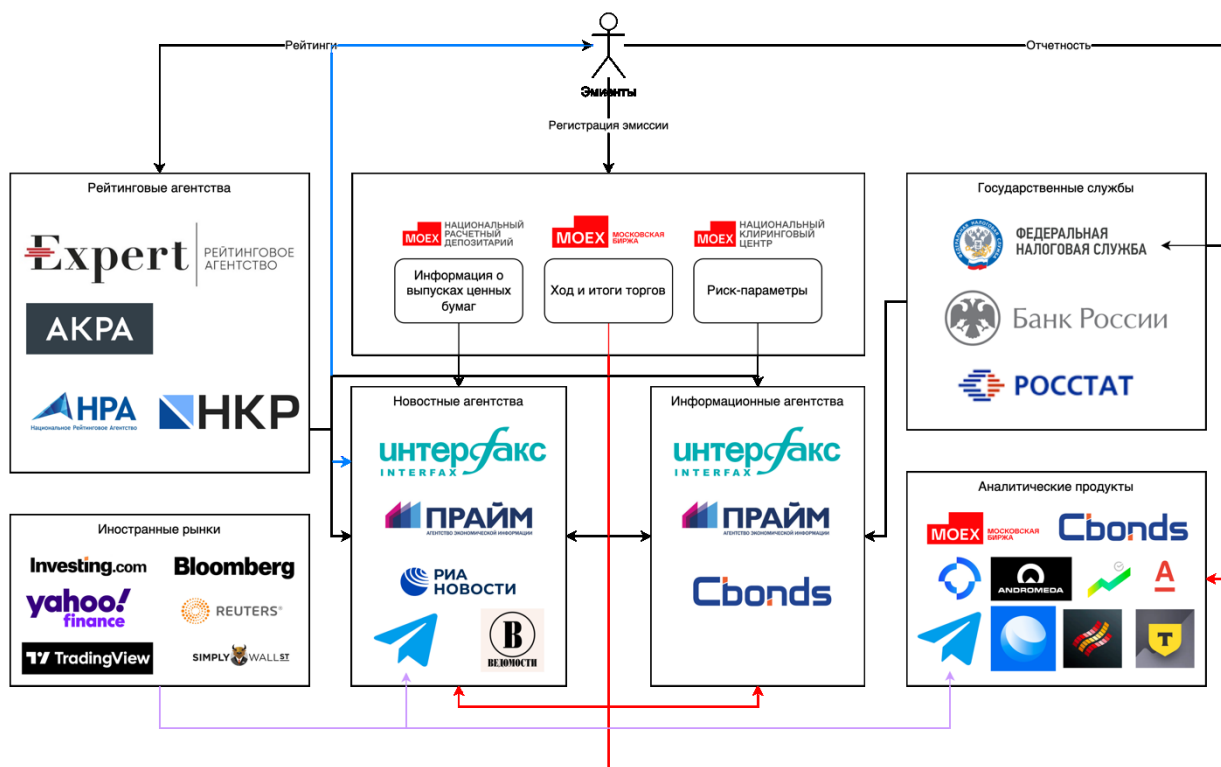 Рейтинги
Отчетность
Эмиенты
Регистрация эмиссии
Рейтинговые агентства
Expert
РЕЙТИНГОВОЕ
АГЕНТСТВО
АКРА
НРА
Национальное Рейтинговое Агентство
НКР
MOEX
НАЦИОНАЛЬНЫЙ
РАСЧЕТНЫЙ
ДЕПОЗИТАРИЙ
MOEX
МОСКОВСКАЯ
БИРЖА
MOEX
НАЦИОНАЛЬНЫЙ
КЛИРИНГОВЫЙ
ЦЕНТР
Информация о
выпусках ценных
бумаг
Ход и итоги торгов
Риск-параметры
Государственные службы
ФЕДЕРАЛЬНАЯ
НАЛОГОВАЯ СЛУЖБА
Банк России
РОССТАТ
Новостные агентства
интерфакс
INTERFAX
ПРАЙМ
АГЕНТСТВО ЭКОНОМИЧЕСКОЙ ИНФОРМАЦИИ
РИА
НОВОСТИ
В
ВЕДОМОСТИ
Информационные агентства
интерфакс
INTERFAX
ПРАЙМ
АГЕНТСТВО ЭКОНОМИЧЕСКОЙ ИНФОРМАЦИИ
Cbonds
Иностранные рынки
Investing.com
Bloomberg
yahoo!
finance
REUTERS
TradingView
SIMPLY WALL ST
Аналитические продукты
MOEX
МОСКОВСКАЯ
БИРЖА
Cbonds
ANDROMEDA
А
Т